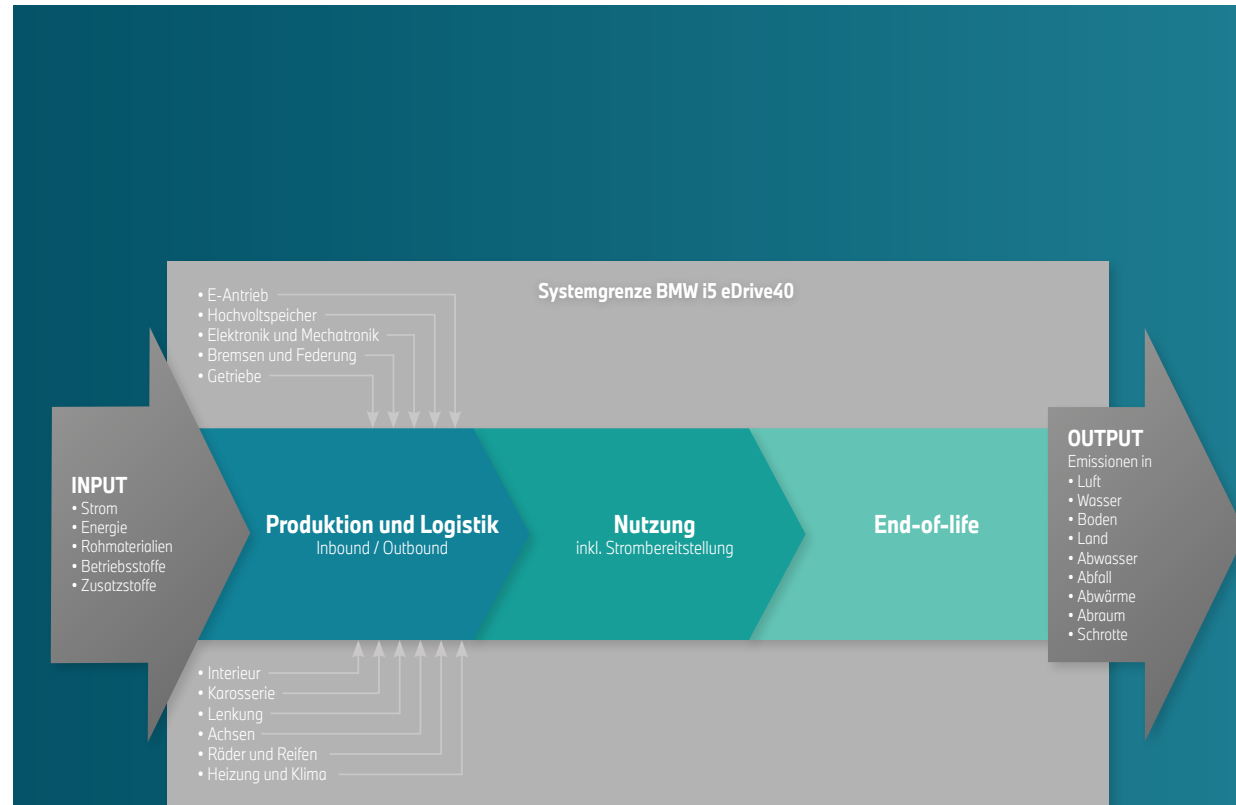 Systemgrenze BMW i5 eDrive40
• E-Antrieb
• Hochvoltspeicher
• Elektronik und Mechatronik
• Bremsen und Federung
• Getriebe
INPUT
• Strom
• Energie
• Rohmaterialien
• Betriebsstoffe
• Zusatzstoffe
Produktion und Logistik
Inbound / Outbound
Nutzung
inkl. Strombereitstellung
End-of-life
OUTPUT
Emissionen in
• Luft
• Wasser
• Boden
• Land
• Abwasser
• Abfall
• Abwärme
• Abraum
• Schrotte
• Interieur
• Karosserie
• Lenkung
• Achsen
• Räder und Reifen
• Heizung und Klima